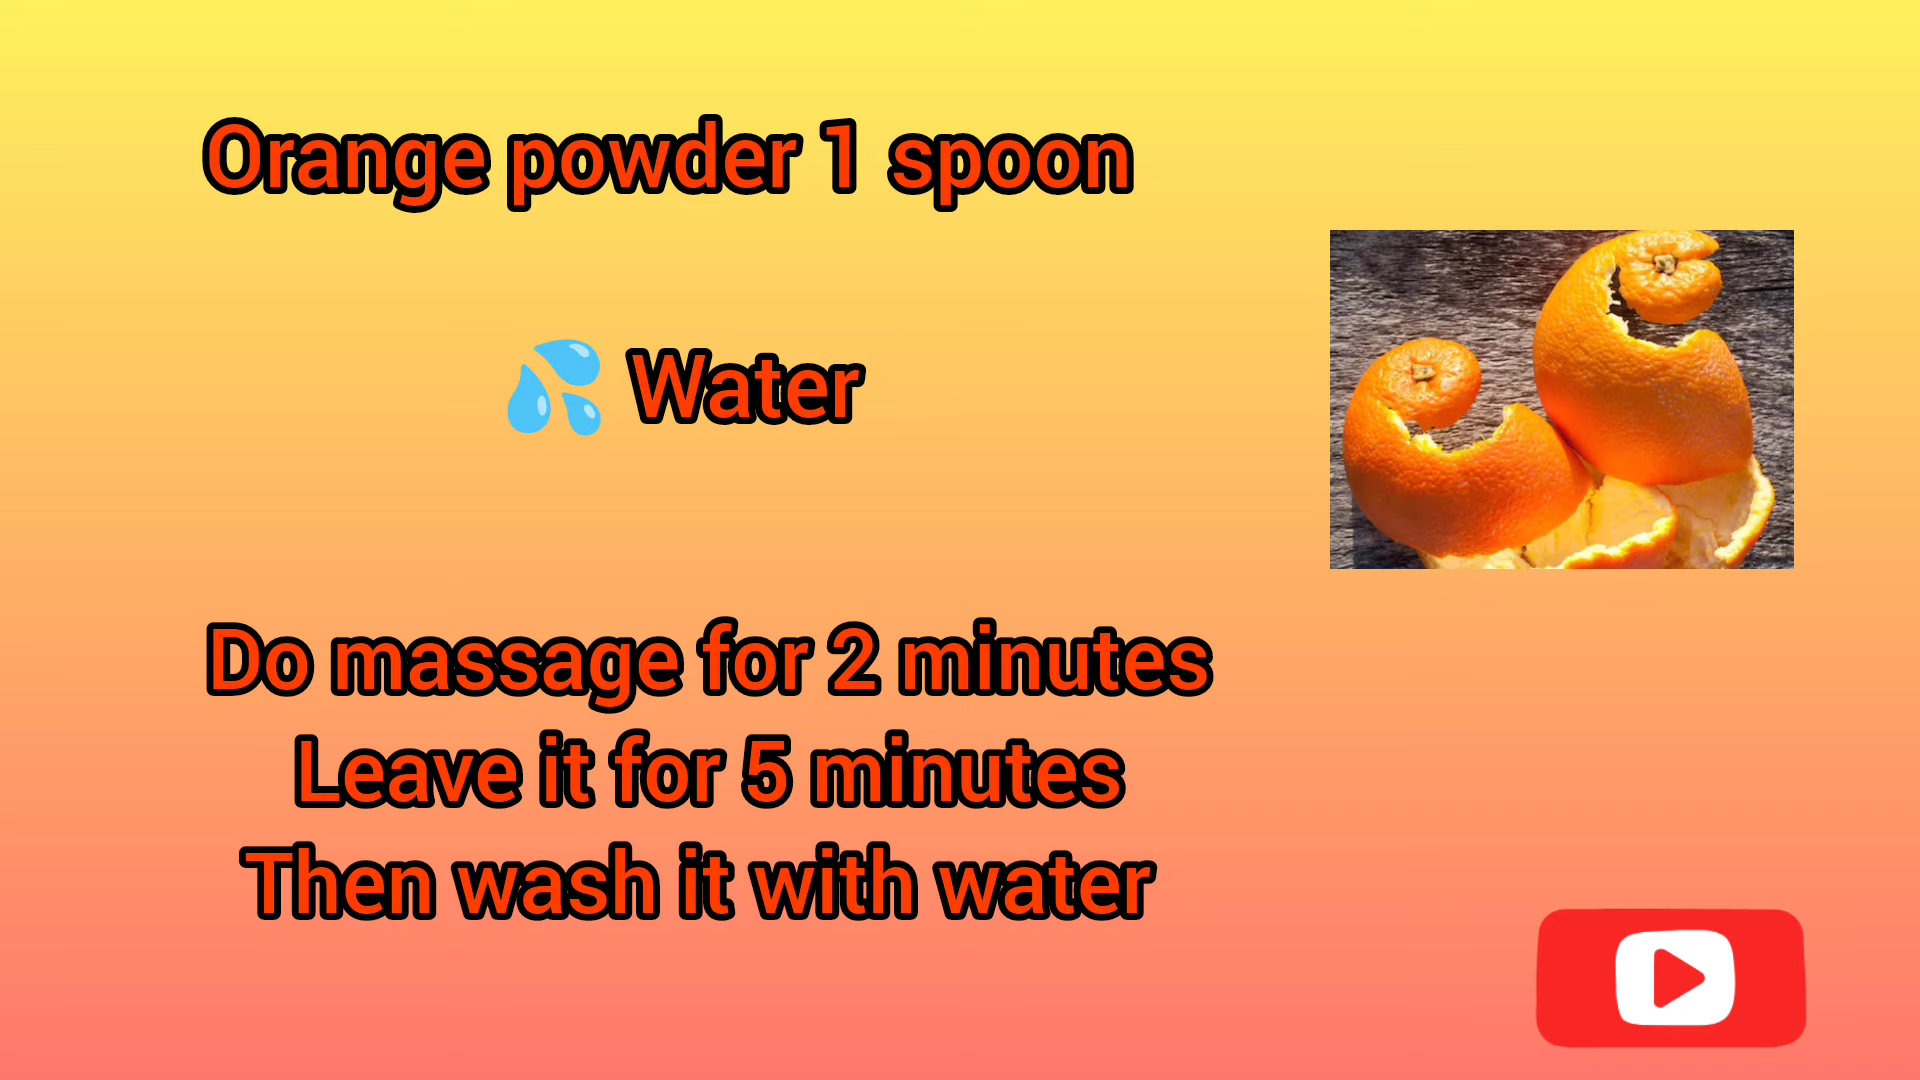 Orange powder 1 spoon
💦 Water
Do massage for 2 minutes
Leave it for 5 minutes
Then wash it with water